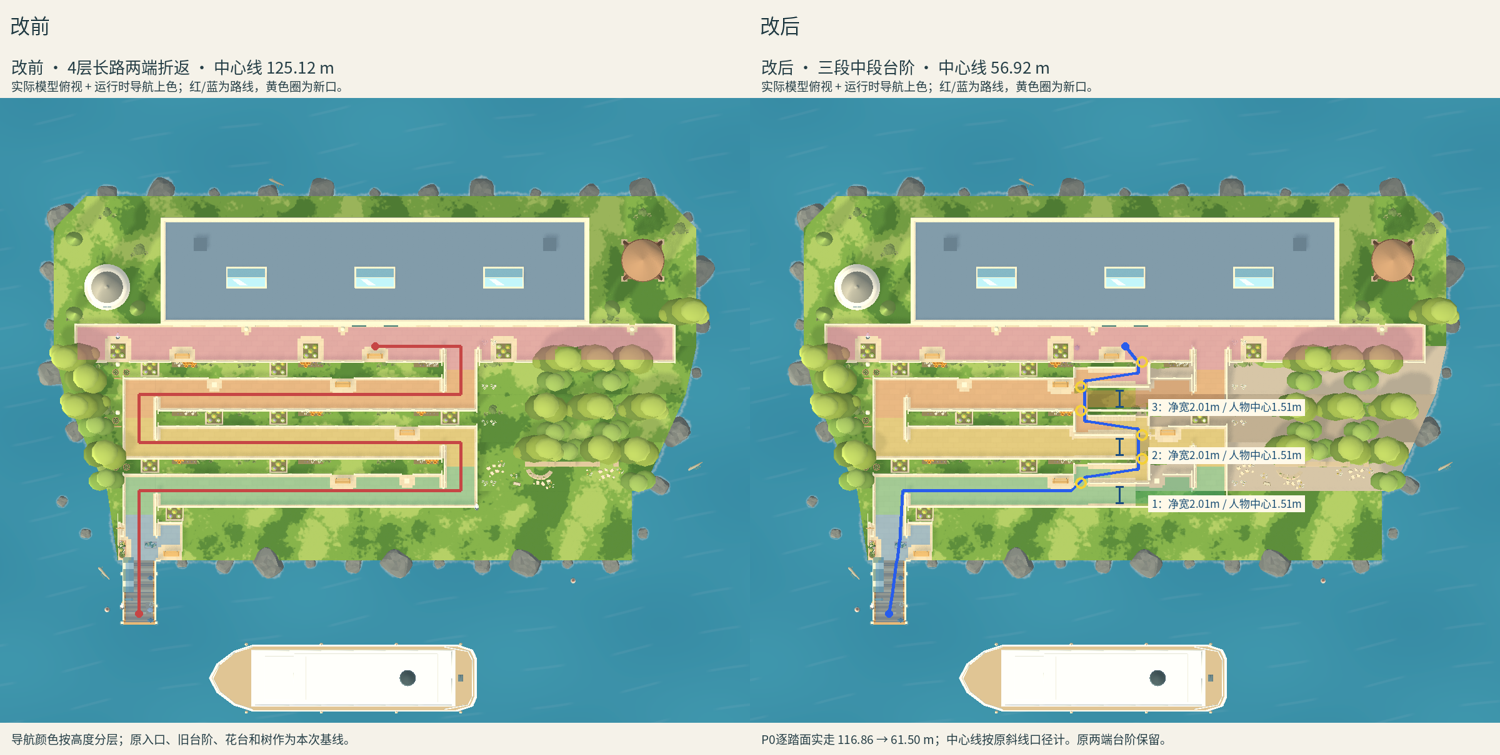 改前
改前 · 4层长路两端折返 · 中心线 125.12 m
实际模型俯视 + 运行时导航上色；红/蓝为路线，黄色圈为新口。
导航颜色按高度分层；原入口、旧台阶、花台和树作为本次基线。
改后
改后 · 三段中段台阶 · 中心线 56.92 m
实际模型俯视 + 运行时导航上色；红/蓝为路线，黄色圈为新口。
3：净宽2.01m / 人物中心1.51m
2：净宽2.01m / 人物中心1.51m
1：净宽2.01m / 人物中心1.51m
P0逐踏面实走 116.86 → 61.50 m；中心线按原斜线口径计。原两端台阶保留。